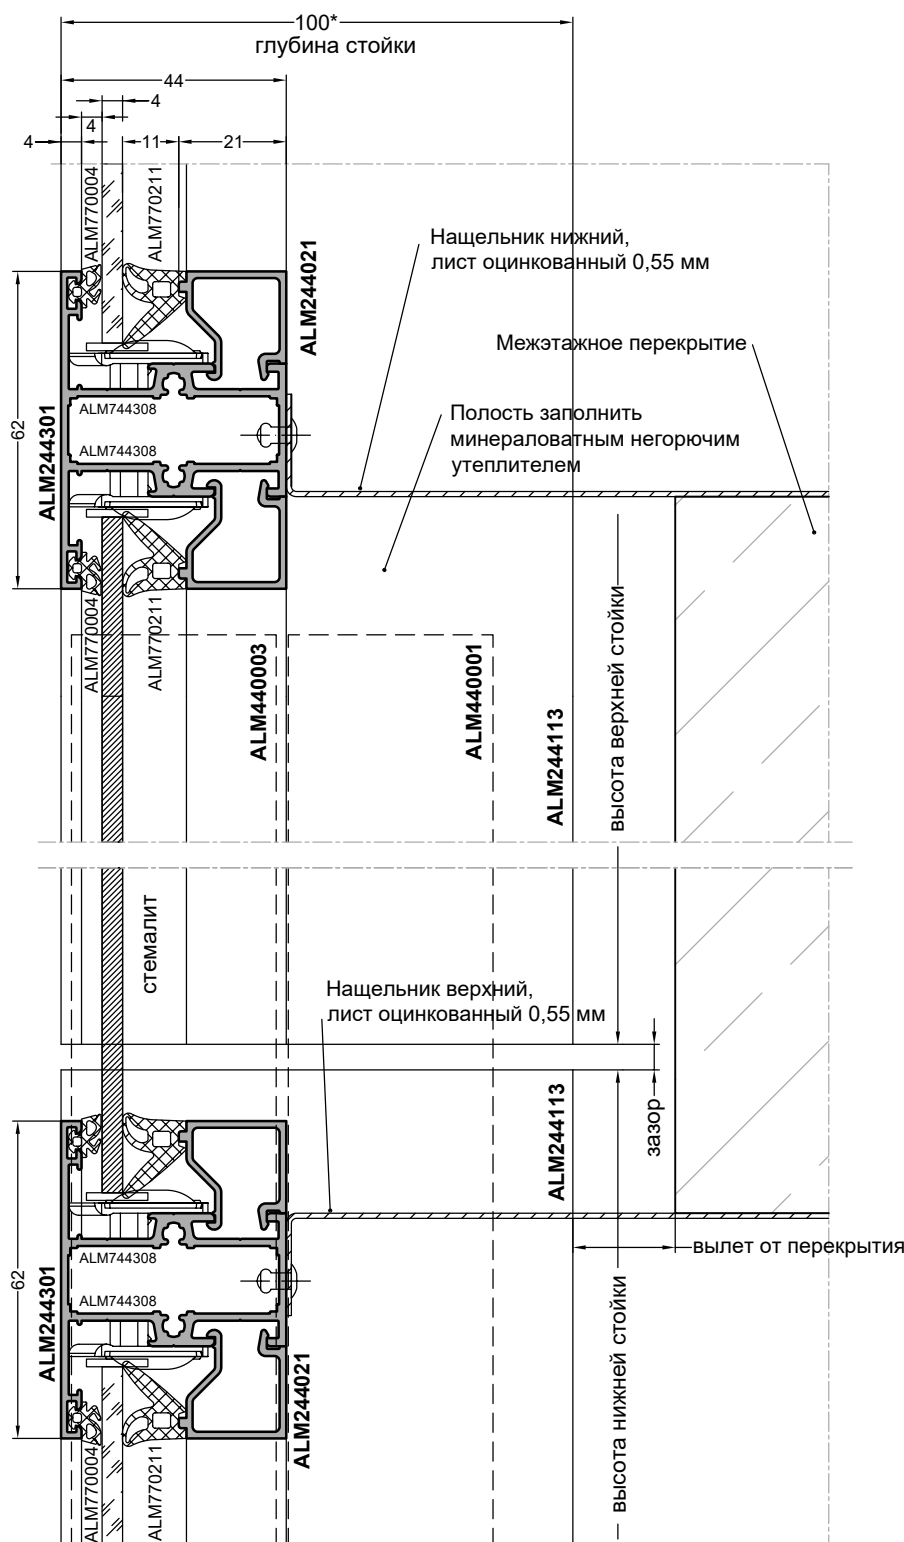 100*
глубина стойки
44
4
4
4
11
21
ALM770004
ALM770211
ALM244021
Нащельник нижний,
лист оцинкованный 0,55 мм
Межэтажное перекрытие
Полость заполнить
минераловатным негорючим
утеплителем
62
ALM244301
ALM744308
ALM744308
ALM770004
ALM770211
ALM440003
ALM440001
ALM244113
высота верхней стойки
стемалит
Нащельник верхний,
лист оцинкованный 0,55 мм
ALM244113
зазор
вылет от перекрытия
62
ALM244301
ALM744308
ALM744308
ALM244021
высота нижней стойки
ALM770004
ALM770211